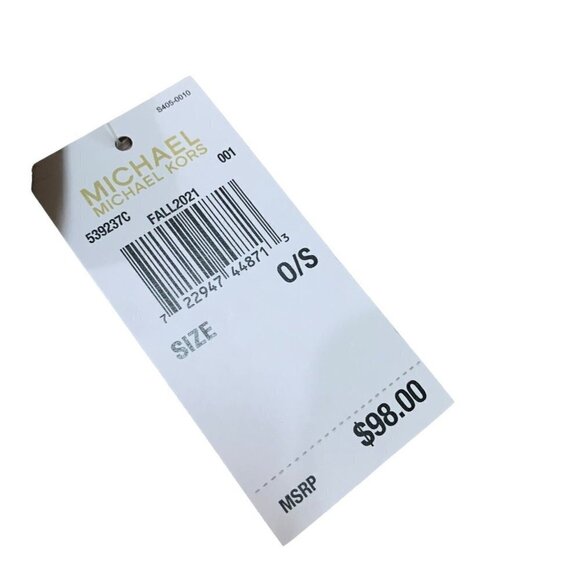 S405-0010
MICHAEL
MICHAEL KORS
539237C FALL2021 001
7 22947 44871 3
SIZE O/S
MSRP $98.00